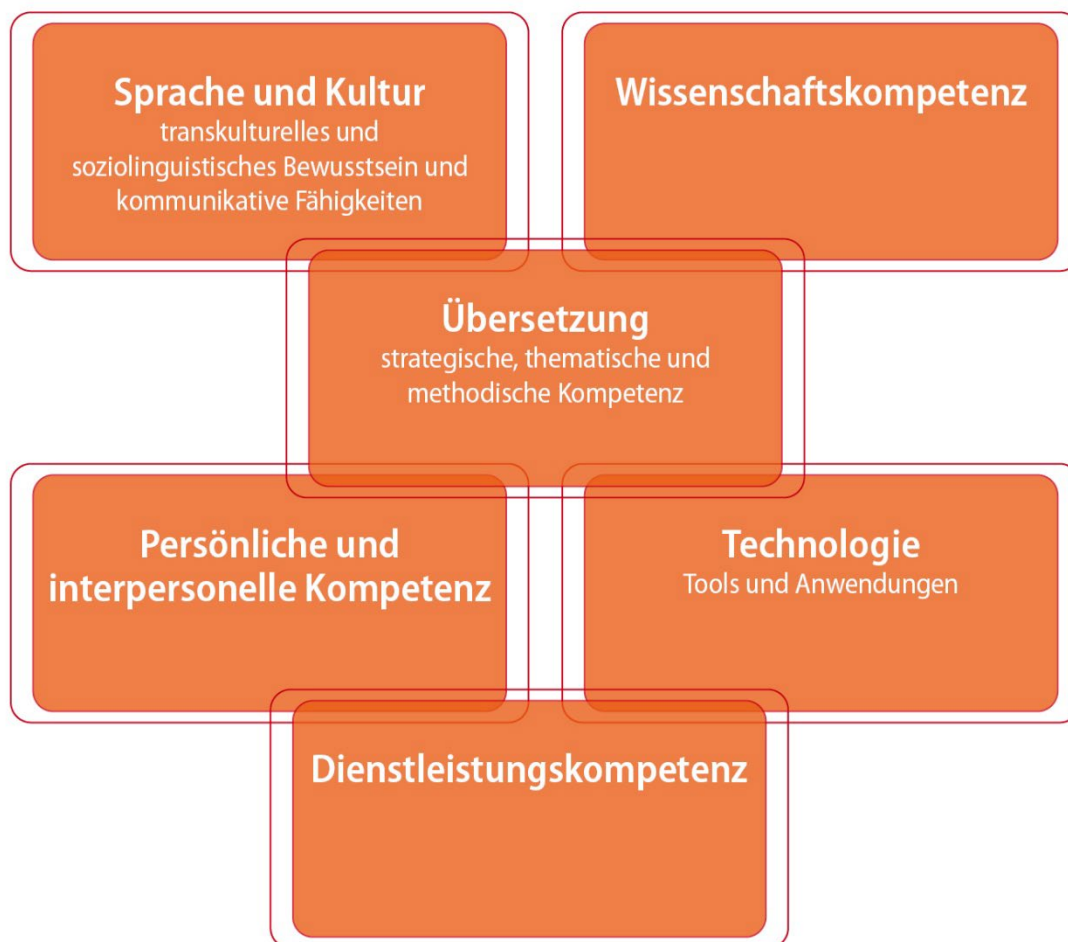 Sprache und Kultur
transkulturelles und
soziolinguistisches Bewusstsein und
kommunikative Fähigkeiten
Wissenschaftskompetenz
Übersetzung
strategische, thematische und
methodische Kompetenz
Persönliche und
interpersonelle Kompetenz
Technologie
Tools und Anwendungen
Dienstleistungskompetenz